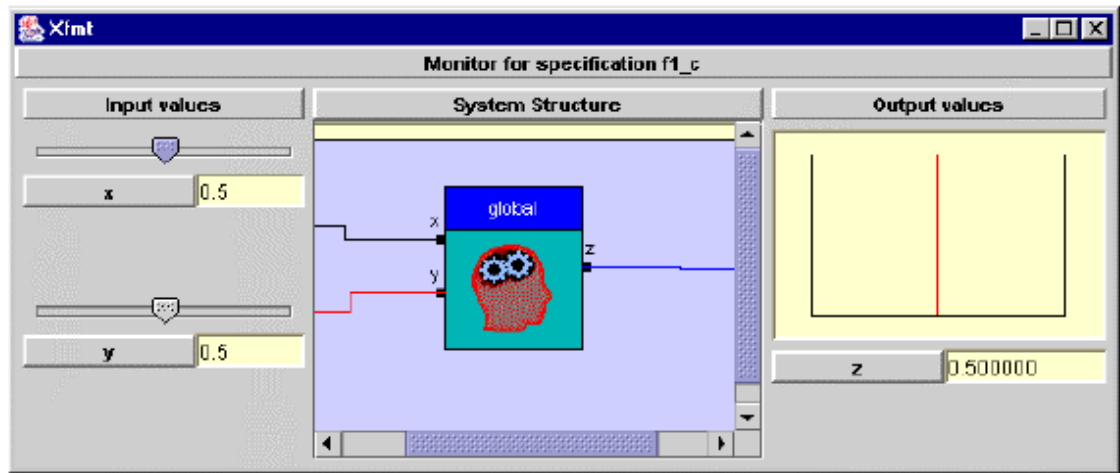 Xfmt
Monitor for specification f1_c
Input values
System Structure
Output values
x
0.5
y
0.5
x
y
global
z
z
0.500000